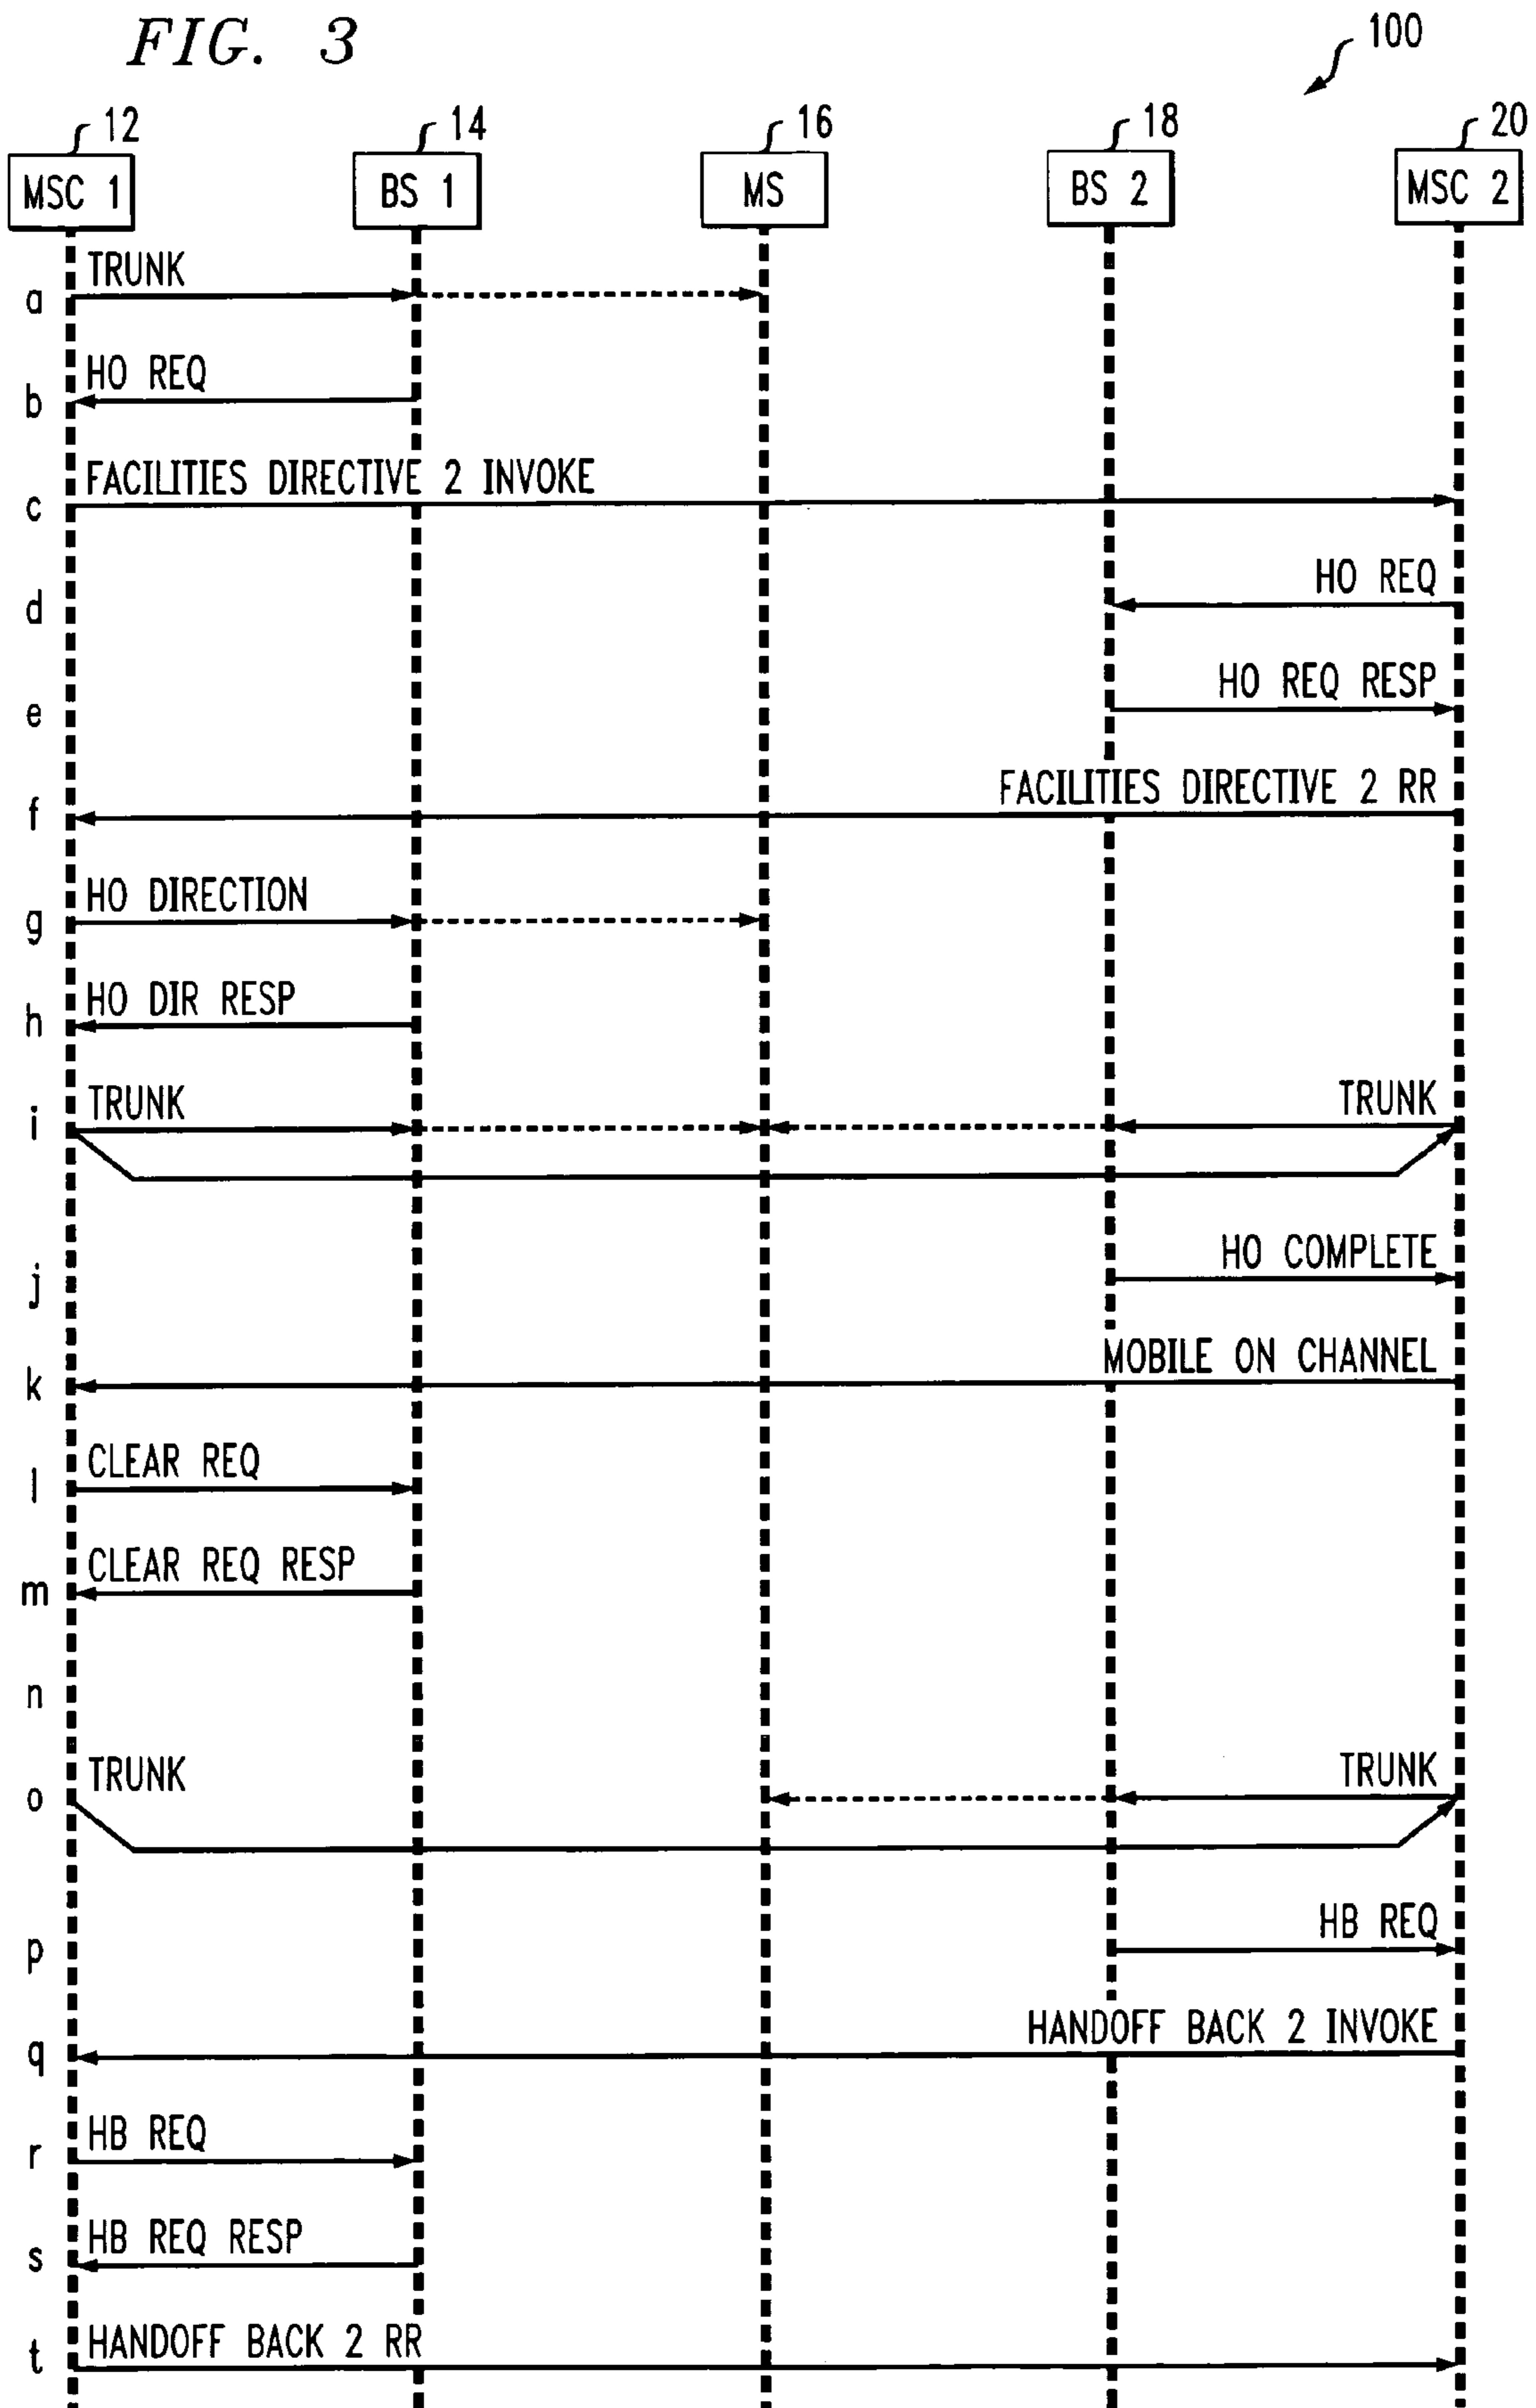 FIG. 3
100
12
14
16
18
20
MSC 1
BS 1
MS
BS 2
MSC 2
a
TRUNK
b
HO REQ
c
FACILITIES DIRECTIVE 2 INVOKE
d
HO REQ
e
HO REQ RESP
f
FACILITIES DIRECTIVE 2 RR
g
HO DIRECTION
h
HO DIR RESP
i
TRUNK
TRUNK
j
HO COMPLETE
k
MOBILE ON CHANNEL
l
CLEAR REQ
m
CLEAR REQ RESP
n
o
TRUNK
TRUNK
p
HB REQ
q
HANDOFF BACK 2 INVOKE
r
HB REQ
s
HB REQ RESP
t
HANDOFF BACK 2 RR